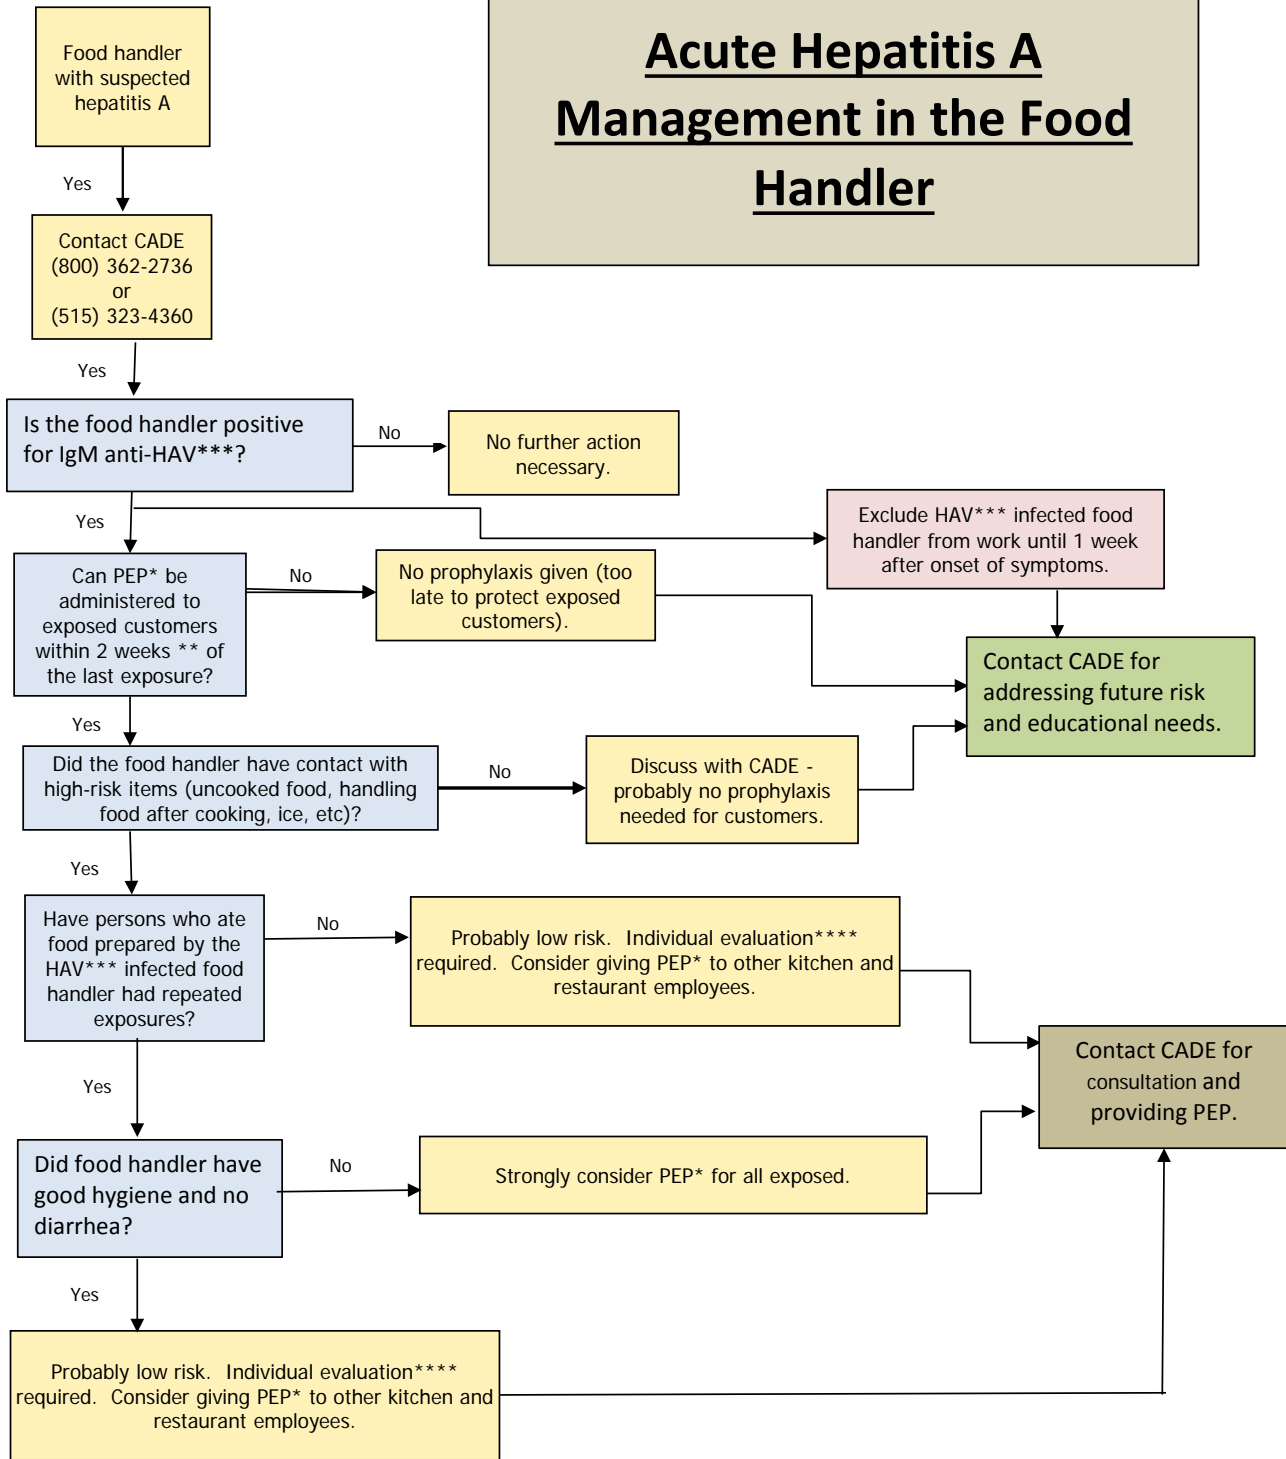 Acute Hepatitis A
Management in the Food
Handler
Food handler
with suspected
hepatitis A
Yes
Contact CADE
(800) 362-2736
or
(515) 323-4360
Yes
Is the food handler positive
for IgM anti-HAV***?
No
No further action
necessary.
Yes
Exclude HAV*** infected food
handler from work until 1 week
after onset of symptoms.
Can PEP* be
administered to
exposed customers
within 2 weeks ** of
the last exposure?
No
No prophylaxis given (too
late to protect exposed
customers).
Contact CADE for
addressing future risk
and educational needs.
Yes
Did the food handler have contact with
high-risk items (uncooked food, handling
food after cooking, ice, etc)?
No
Discuss with CADE -
probably no prophylaxis
needed for customers.
Yes
Have persons who ate
food prepared by the
HAV*** infected food
handler had repeated
exposures?
No
Probably low risk. Individual evaluation****
required. Consider giving PEP* to other kitchen and
restaurant employees.
Contact CADE for
consultation and
providing PEP.
Yes
Did food handler have
good hygiene and no
diarrhea?
No
Strongly consider PEP* for all exposed.
Yes
Probably low risk. Individual evaluation****
required. Consider giving PEP* to other kitchen and
restaurant employees.